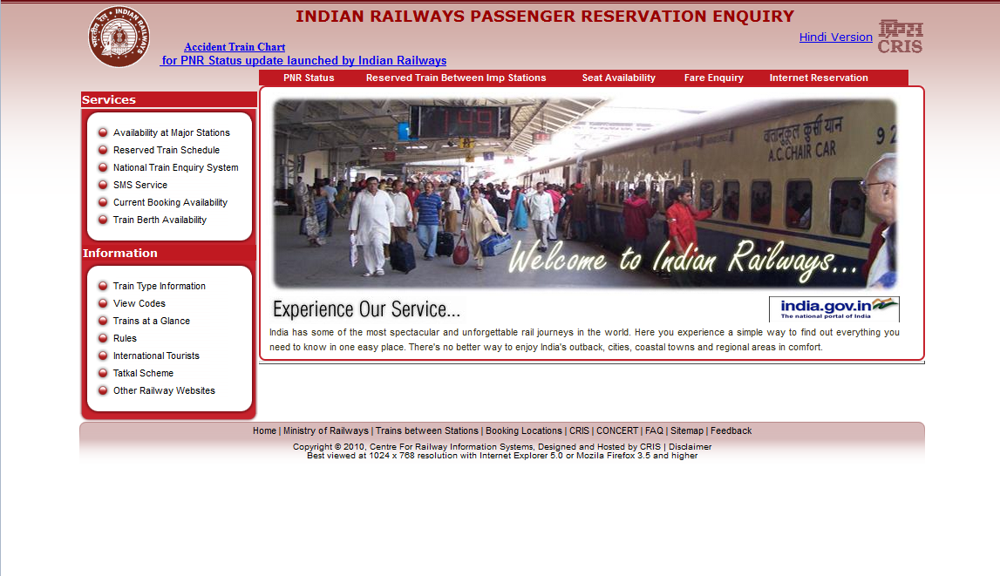 INDIAN RAILWAYS PASSENGER RESERVATION ENQUIRY
भारतीय रेल INDIAN RAILWAYS
Hindi Version
क्रिस
CRIS
Accident Train Chart
for PNR Status update launched by Indian Railways
PNR Status Reserved Train Between Imp Stations Seat Availability Fare Enquiry Internet Reservation
Services
Availability at Major Stations
Reserved Train Schedule
National Train Enquiry System
SMS Service
Current Booking Availability
Train Berth Availability
Information
Train Type Information
View Codes
Trains at a Glance
Rules
International Tourists
Tatkal Scheme
Other Railway Websites
1
वातानुकूल कुर्सी यान
A.C.CHAIR CAR
92
Welcome to Indian Railways...
Experience Our Service...
india.gov.in
The national portal of India
India has some of the most spectacular and unforgettable rail journeys in the world. Here you experience a simple way to find out everything you
need to know in one easy place. There's no better way to enjoy India's outback, cities, coastal towns and regional areas in comfort.
Home | Ministry of Railways | Trains between Stations | Booking Locations | CRIS | CONCERT | FAQ | Sitemap | Feedback
Copyright © 2010, Centre For Railway Information Systems, Designed and Hosted by CRIS | Disclaimer
Best viewed at 1024 x 768 resolution with Internet Explorer 5.0 or Mozila Firefox 3.5 and higher